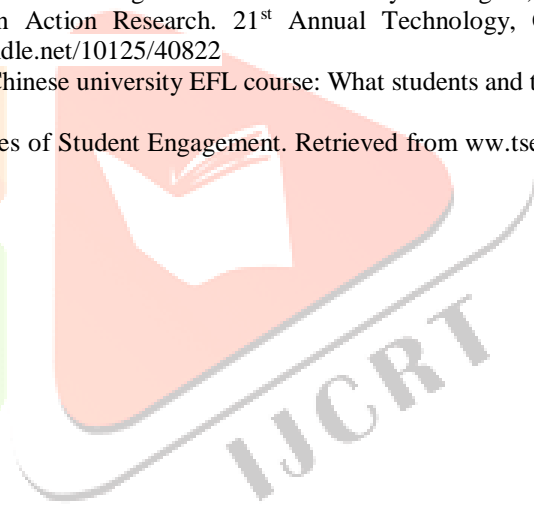 n Action Research. 21st Annual Technology,
dle.net/10125/40822
Chinese university EFL course: What students and t
es of Student Engagement. Retrieved from ww.tse
IJCRT